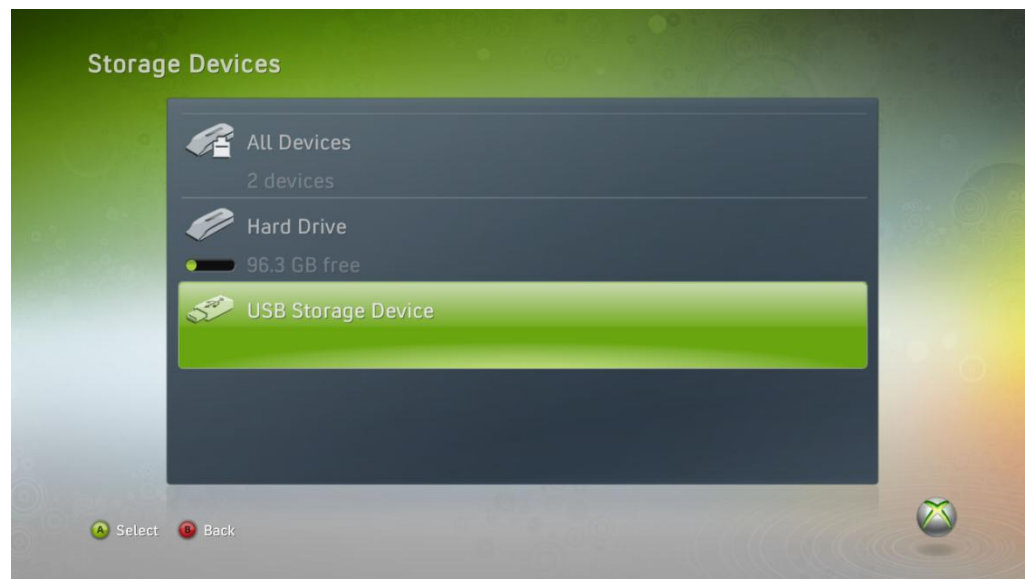 Storage Devices
All Devices
2 devices
Hard Drive
96.3 GB free
USB Storage Device
A Select B Back